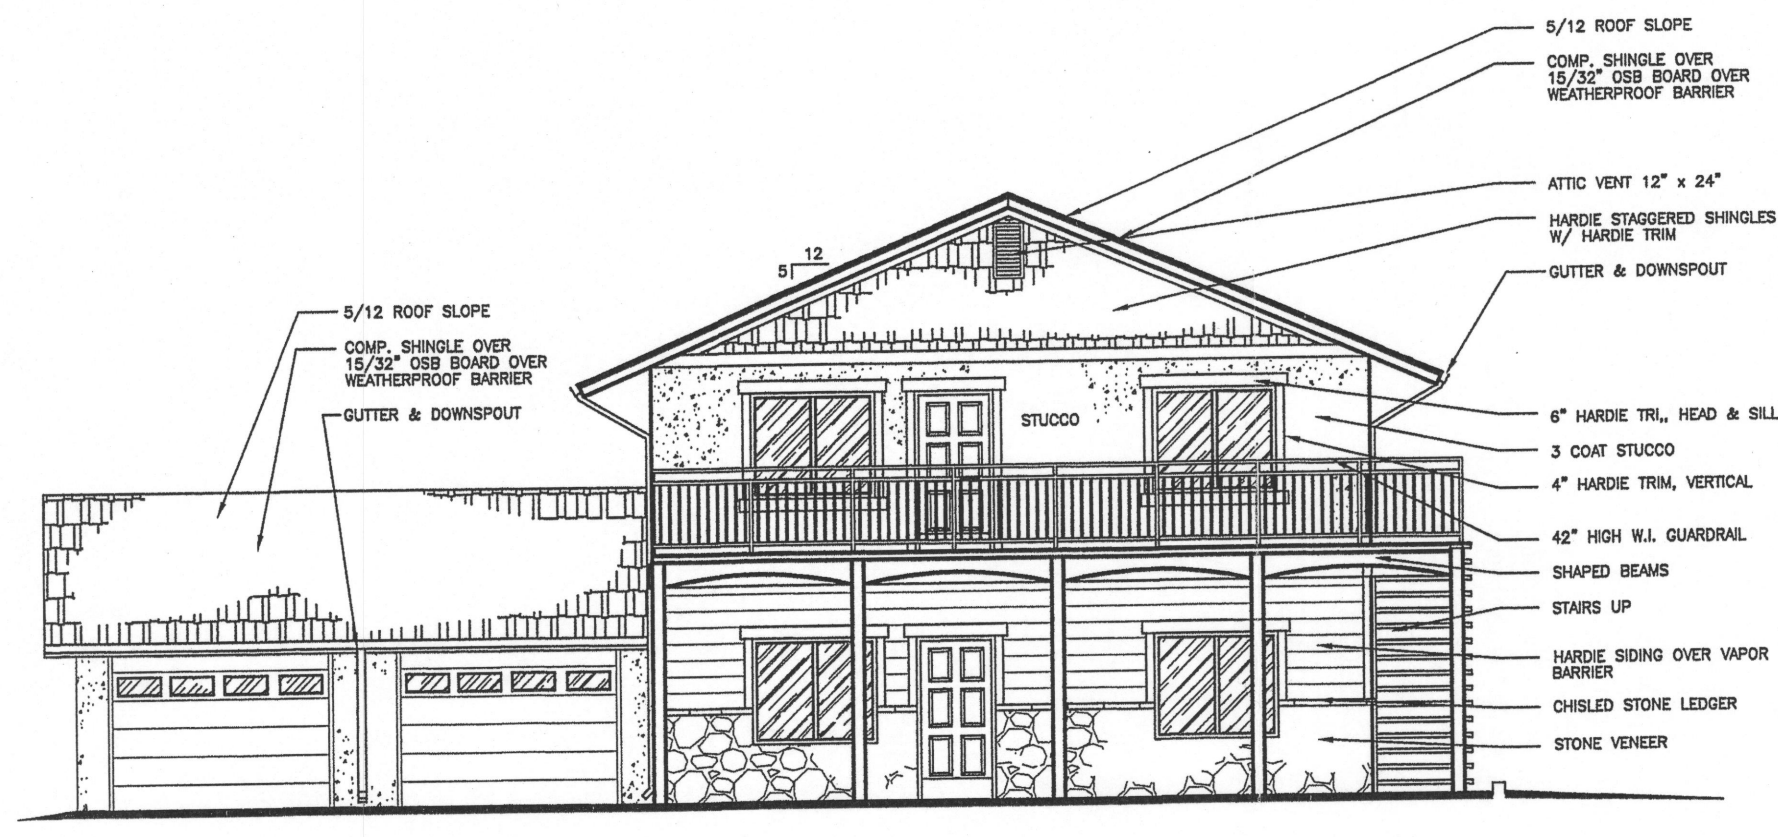 5/12 ROOF SLOPE
COMP. SHINGLE OVER
15/32" OSB BOARD OVER
WEATHERPROOF BARRIER
ATTIC VENT 12" x 24"
HARDIE STAGGERED SHINGLES
W/ HARDIE TRIM
GUTTER & DOWNSPOUT
12
5
5/12 ROOF SLOPE
COMP. SHINGLE OVER
15/32" OSB BOARD OVER
WEATHERPROOF BARRIER
GUTTER & DOWNSPOUT
STUCCO
6" HARDIE TRI,, HEAD & SILL
3 COAT STUCCO
4" HARDIE TRIM, VERTICAL
42" HIGH W.I. GUARDRAIL
SHAPED BEAMS
STAIRS UP
HARDIE SIDING OVER VAPOR
BARRIER
CHISLED STONE LEDGER
STONE VENEER